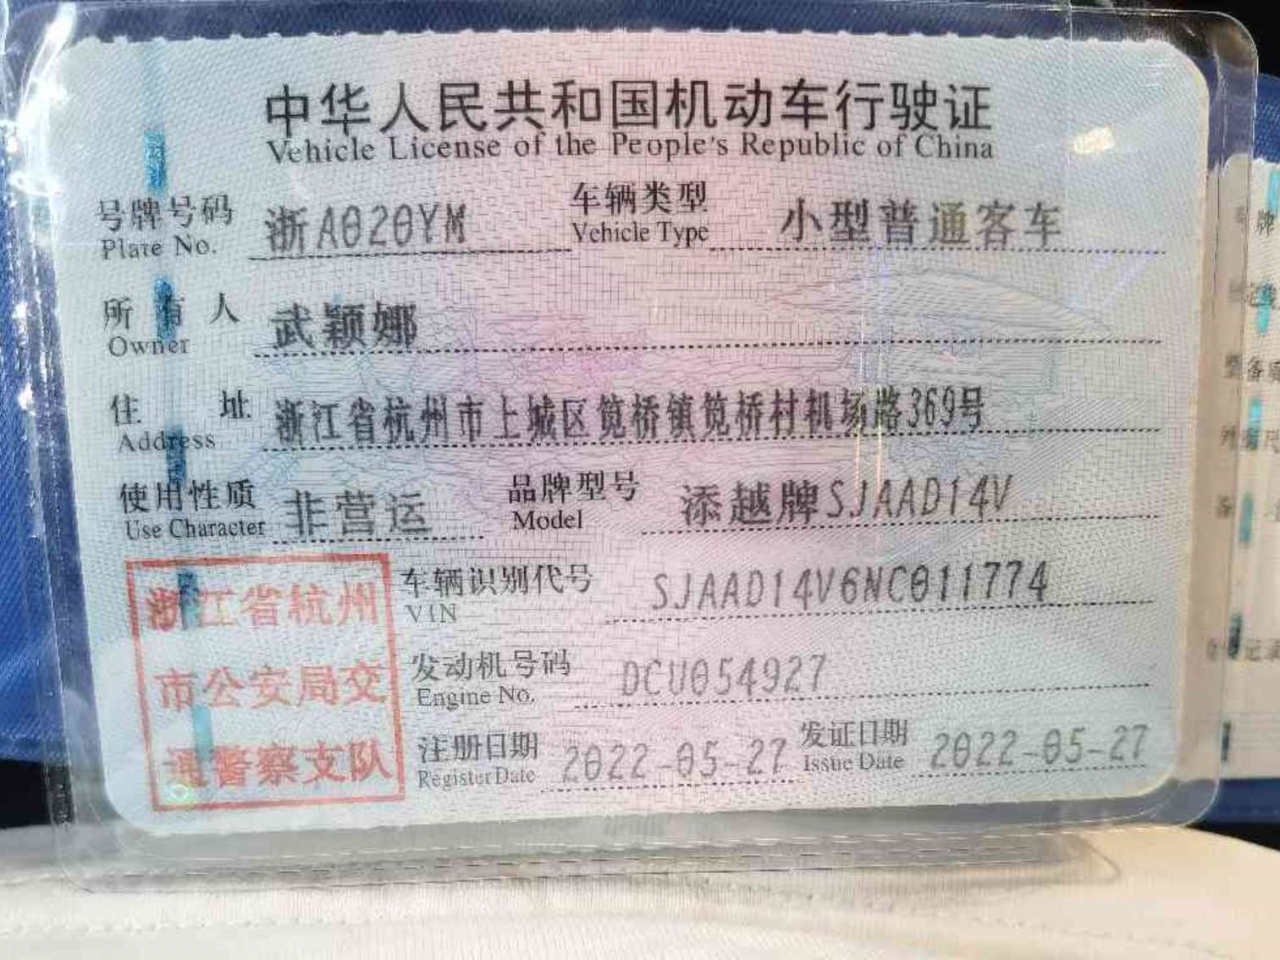 中华人民共和国机动车行驶证
Vehicle License of the People's Republic of China
号牌号码 浙A020YM 车辆类型 小型普通客车
Plate No. Vehicle Type
所有人 武颖娜
Owner
住址 浙江省杭州市上城区笕桥镇笕桥村机场路369号
Address
使用性质 非营运 品牌型号 添越牌SJAAD14V
Use Character Model
浙江省杭州
市公安局交
通警察支队
车辆识别代号 SJAAD14V6NC011774
VIN
发动机号码 DCU054927
Engine No.
注册日期 2022-05-27 发证日期 2022-05-27
Register Date Issue Date